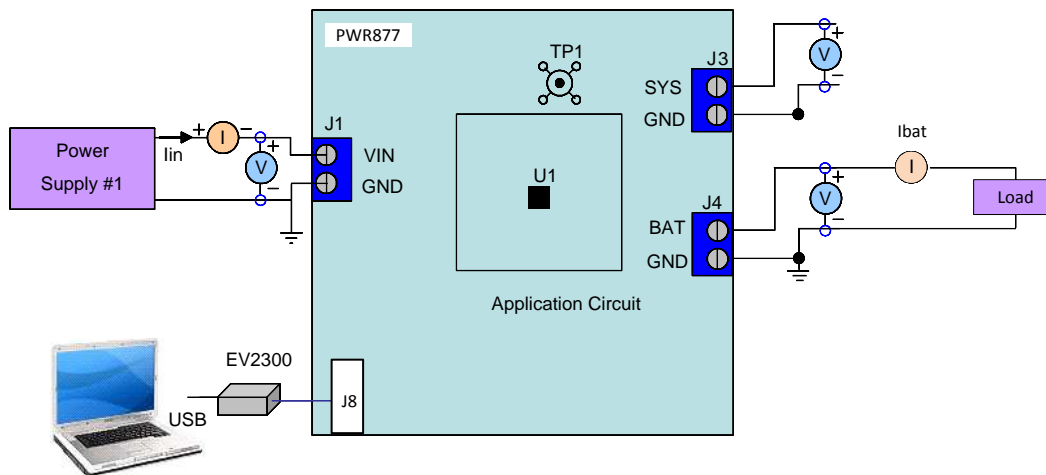 PWR877
TP1
J3
SYS
GND
+
V
−
Power
Supply #1
+
I
−
Iin
+
V
−
J1
VIN
GND
U1
Ibat
J4
BAT
GND
+
V
−
I
Load
Application Circuit
EV2300
USB
J8